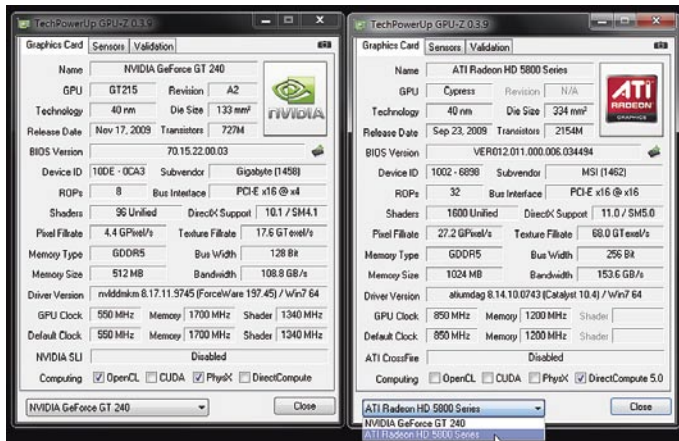 TechPowerUp GPU-Z 0.3.9
Graphics Card Sensors Validation
Name NVIDIA GeForce GT 240
GPU GT215 Revision A2
Technology 40 nm Die Size 133 mm²
Release Date Nov 17, 2009 Transistors 727M
NVIDIA
BIOS Version 70.15.22.00.03
Device ID 10DE - 0CA3 Subvendor Gigabyte (1458)
ROPs 8 Bus Interface PCI-E x16 @ x4
Shaders 96 Unified DirectX Support 10.1 / SM4.1
Pixel Fillrate 4.4 GPixel/s Texture Fillrate 17.6 GTexel/s
Memory Type GDDR5 Bus Width 128 Bit
Memory Size 512 MB Bandwidth 108.8 GB/s
Driver Version nvlddmkm 8.17.11.9745 (ForceWare 197.45) / Win7 64
GPU Clock 550 MHz Memory 1700 MHz Shader 1340 MHz
Default Clock 550 MHz Memory 1700 MHz Shader 1340 MHz
NVIDIA SLI Disabled
Computing OpenCL CUDA PhysX DirectCompute
NVIDIA GeForce GT 240 Close
TechPowerUp GPU-Z 0.3.9
Graphics Card Sensors Validation
Name ATI Radeon HD 5800 Series
GPU Cypress Revision N/A
Technology 40 nm Die Size 334 mm²
Release Date Sep 23, 2009 Transistors 2154M
ATI
RADEON
GRAPHICS
BIOS Version VER012.011.000.006.034494
Device ID 1002 - 6898 Subvendor MSI (1462)
ROPs 32 Bus Interface PCI-E x16 @ x16
Shaders 1600 Unified DirectX Support 11.0 / SM5.0
Pixel Fillrate 27.2 GPixel/s Texture Fillrate 68.0 GTexel/s
Memory Type GDDR5 Bus Width 256 Bit
Memory Size 1024 MB Bandwidth 153.6 GB/s
Driver Version atiumdag 8.14.10.0743 (Catalyst 10.4) / Win7 64
GPU Clock 850 MHz Memory 1200 MHz Shader
Default Clock 850 MHz Memory 1200 MHz Shader
ATI CrossFire Disabled
Computing OpenCL CUDA PhysX DirectCompute 5.0
ATI Radeon HD 5800 Series Close
NVIDIA GeForce GT 240
ATI Radeon HD 5800 Series